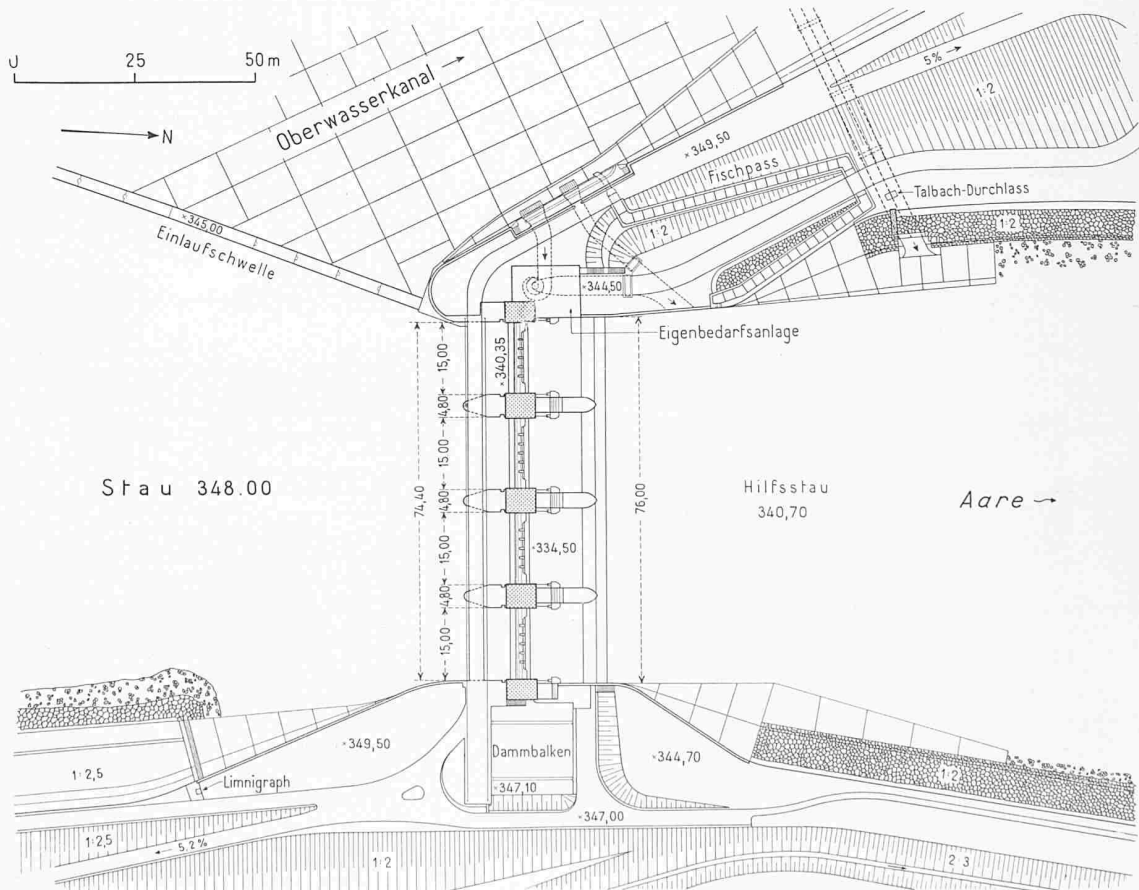 0 25 50 m
N
Oberwasserkanal
×345,00
Einlaufschwelle
5%
1:2
×349,50
Fischpass
1:2
Talbach-Durchlass
1:2
×344,50
Eigenbedarfsanlage
×340,35
15,00
4,80
15,00
4,80
15,00
4,80
15,00
74,40
76,00
×334,50
Stau 348.00
Hilfsstau
340,70
Aare
×349,50
1:2,5
Limnigraph
Dammbalken
×347,10
×344,70
1:2
×347,00
1:2,5
5.2%
1:2
2:3